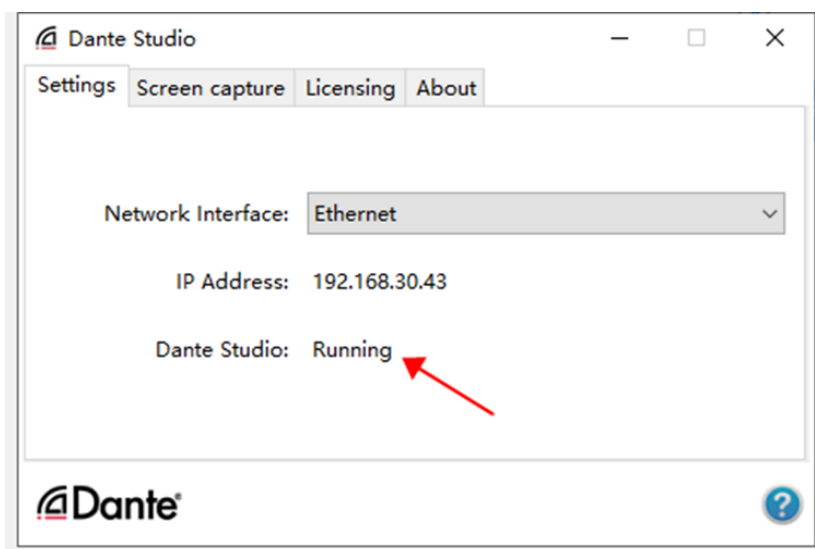 Dante Studio
Settings Screen capture Licensing About
Network Interface: Ethernet
IP Address: 192.168.30.43
Dante Studio: Running
Dante®
?